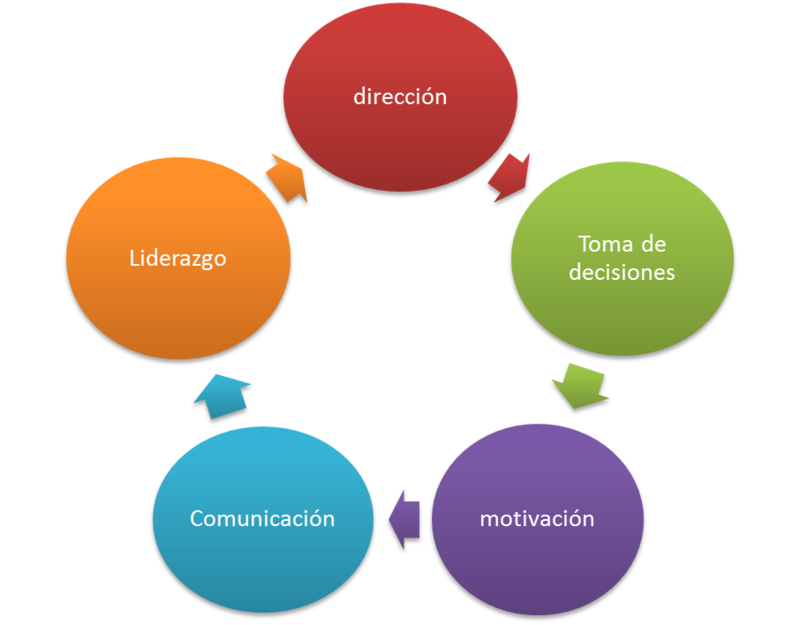 dirección
Toma de
decisiones
motivación
Comunicación
Liderazgo